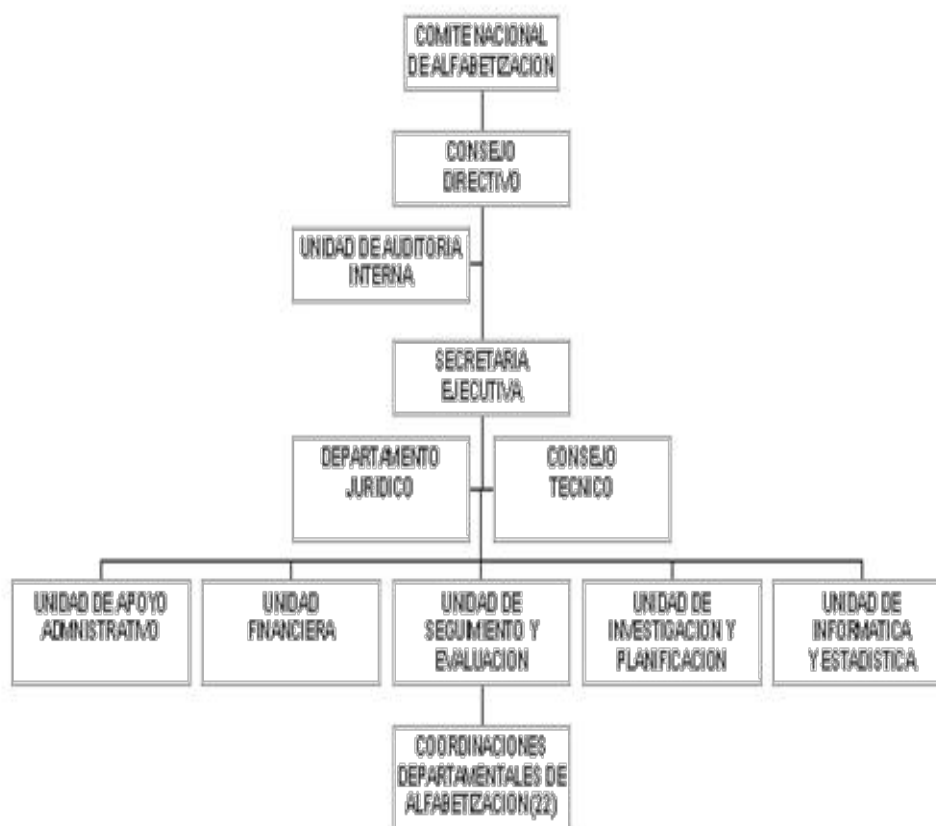 COMITE NACIONAL
DE ALFABETIZACION
CONSEJO
DIRECTIVO
UNIDAD DE AUDITORIA
INTERNA
SECRETARIA
EJECUTIVA
DEPARTAMENTO
JURIDICO
CONSEJO
TECNICO
UNIDAD DE APOYO
ADMNISTRATIVO
UNIDAD
FINANCIERA
UNIDAD DE
SEGUIMIENTO Y
EVALUACION
UNIDAD DE
INVESTIGACION Y
PLANIFICACION
UNIDAD DE
INFORMATICA
Y ESTADISTICA
COORDINACIONES
DEPARTAMENTALES DE
ALFABETIZACION(22)